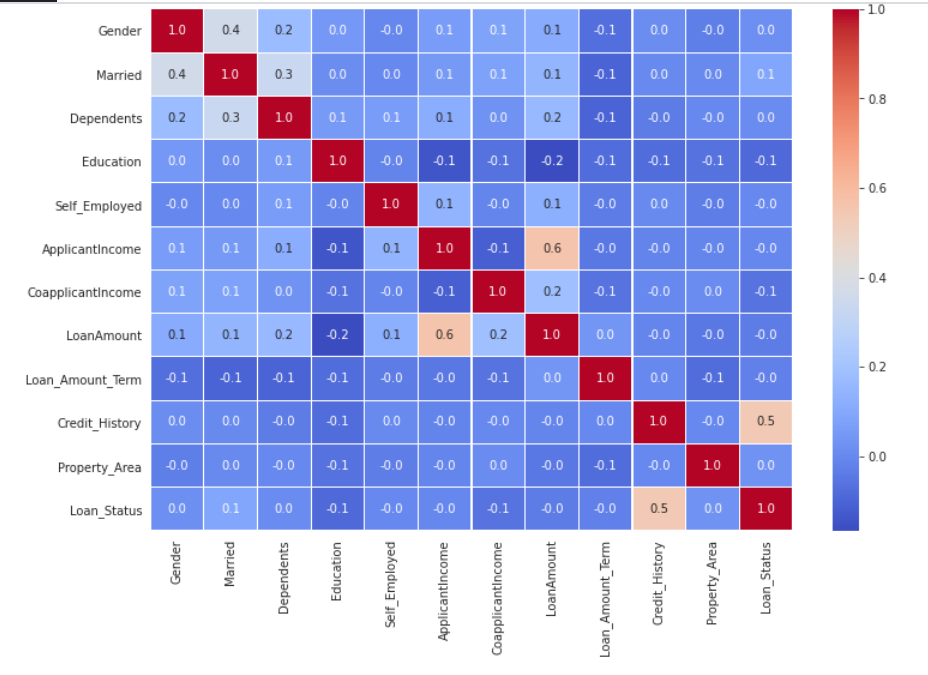 Gender 1.0 0.4 0.2 0.0 -0.0 0.1 0.1 0.1 -0.1 0.0 -0.0 0.0
Married 0.4 1.0 0.3 0.0 0.0 0.1 0.1 0.1 -0.1 0.0 0.0 0.1
Dependents 0.2 0.3 1.0 0.1 0.1 0.1 0.0 0.2 -0.1 -0.0 -0.0 0.0
Education 0.0 0.0 0.1 1.0 -0.0 -0.1 -0.1 -0.2 -0.1 -0.1 -0.1 -0.1
Self_Employed -0.0 0.0 0.1 -0.0 1.0 0.1 -0.0 0.1 -0.0 0.0 -0.0 -0.0
ApplicantIncome 0.1 0.1 0.1 -0.1 0.1 1.0 -0.1 0.6 -0.0 -0.0 -0.0 -0.0
CoapplicantIncome 0.1 0.1 0.0 -0.1 -0.0 -0.1 1.0 0.2 -0.1 -0.0 0.0 -0.1
LoanAmount 0.1 0.1 0.2 -0.2 0.1 0.6 0.2 1.0 0.0 -0.0 -0.0 -0.0
Loan_Amount_Term -0.1 -0.1 -0.1 -0.1 -0.0 -0.0 -0.1 0.0 1.0 0.0 -0.1 -0.0
Credit_History 0.0 0.0 -0.0 -0.1 0.0 -0.0 -0.0 -0.0 0.0 1.0 -0.0 0.5
Property_Area -0.0 0.0 -0.0 -0.1 -0.0 -0.0 0.0 -0.0 -0.1 -0.0 1.0 0.0
Loan_Status 0.0 0.1 0.0 -0.1 -0.0 -0.0 -0.1 -0.0 -0.0 0.5 0.0 1.0
Gender
Married
Dependents
Education
Self_Employed
ApplicantIncome
CoapplicantIncome
LoanAmount
Loan_Amount_Term
Credit_History
Property_Area
Loan_Status
1.0
0.8
0.6
0.4
0.2
0.0